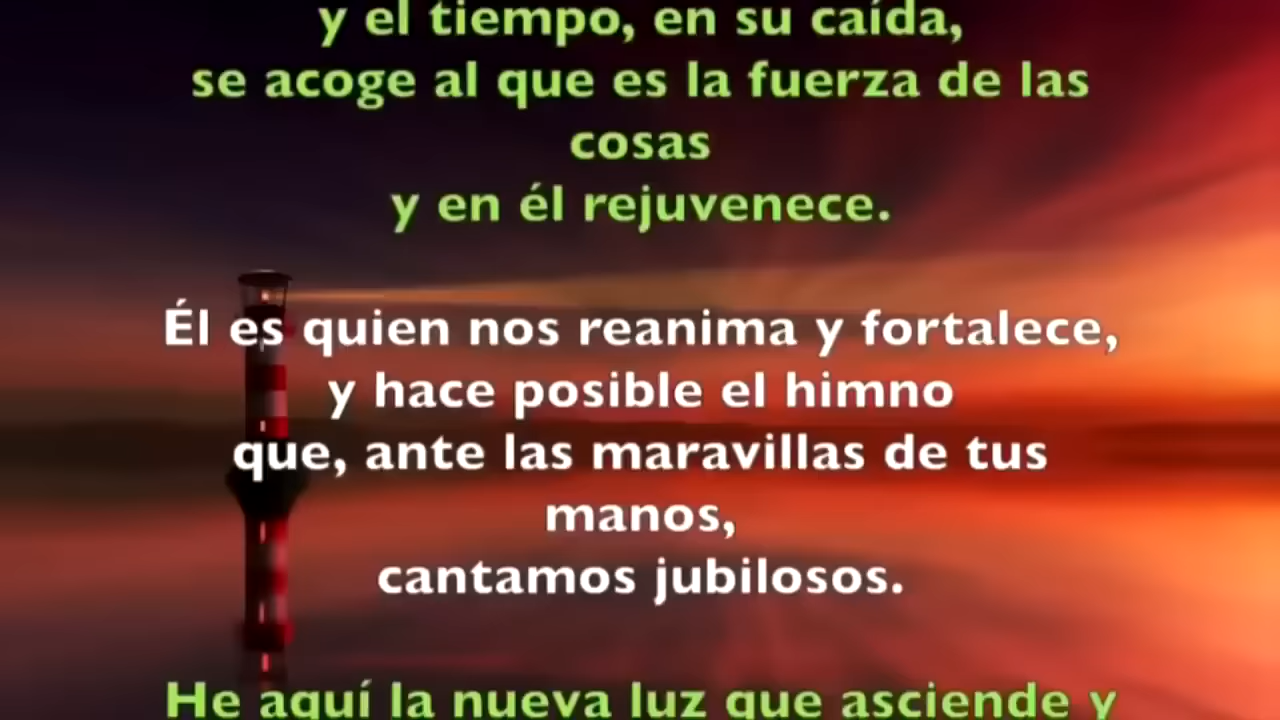 y el tiempo, en su caída,
se acoge al que es la fuerza de las
cosas
y en él rejuvenece.
Él es quien nos reanima y fortalece,
y hace posible el himno
que, ante las maravillas de tus
manos,
cantamos jubilosos.
He aquí la nueva luz que asciende y